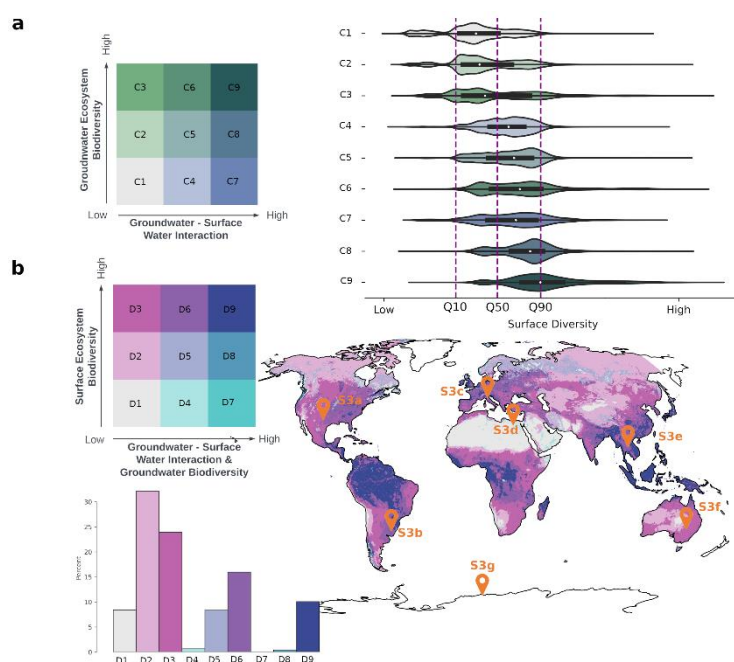 a
High
Groudnwater Ecosystem
Biodiversity
C3 C6 C9
C2 C5 C8
C1 C4 C7
Low
High
Groundwater - Surface
Water Interaction
C1
C2
C3
C4
C5
C6
C7
C8
C9
Low Q10 Q50 Q90 High
Surface Diversity
b
High
Surface Ecosystem
Biodiversity
D3 D6 D9
D2 D5 D8
D1 D4 D7
Low
High
Groundwater - Surface
Water Interaction &
Groundwater Biodiversity
S3a
S3b
S3c
S3d
S3e
S3f
S3g
Percent
30
25
20
15
10
5
0
D1 D2 D3 D4 D5 D6 D7 D8 D9